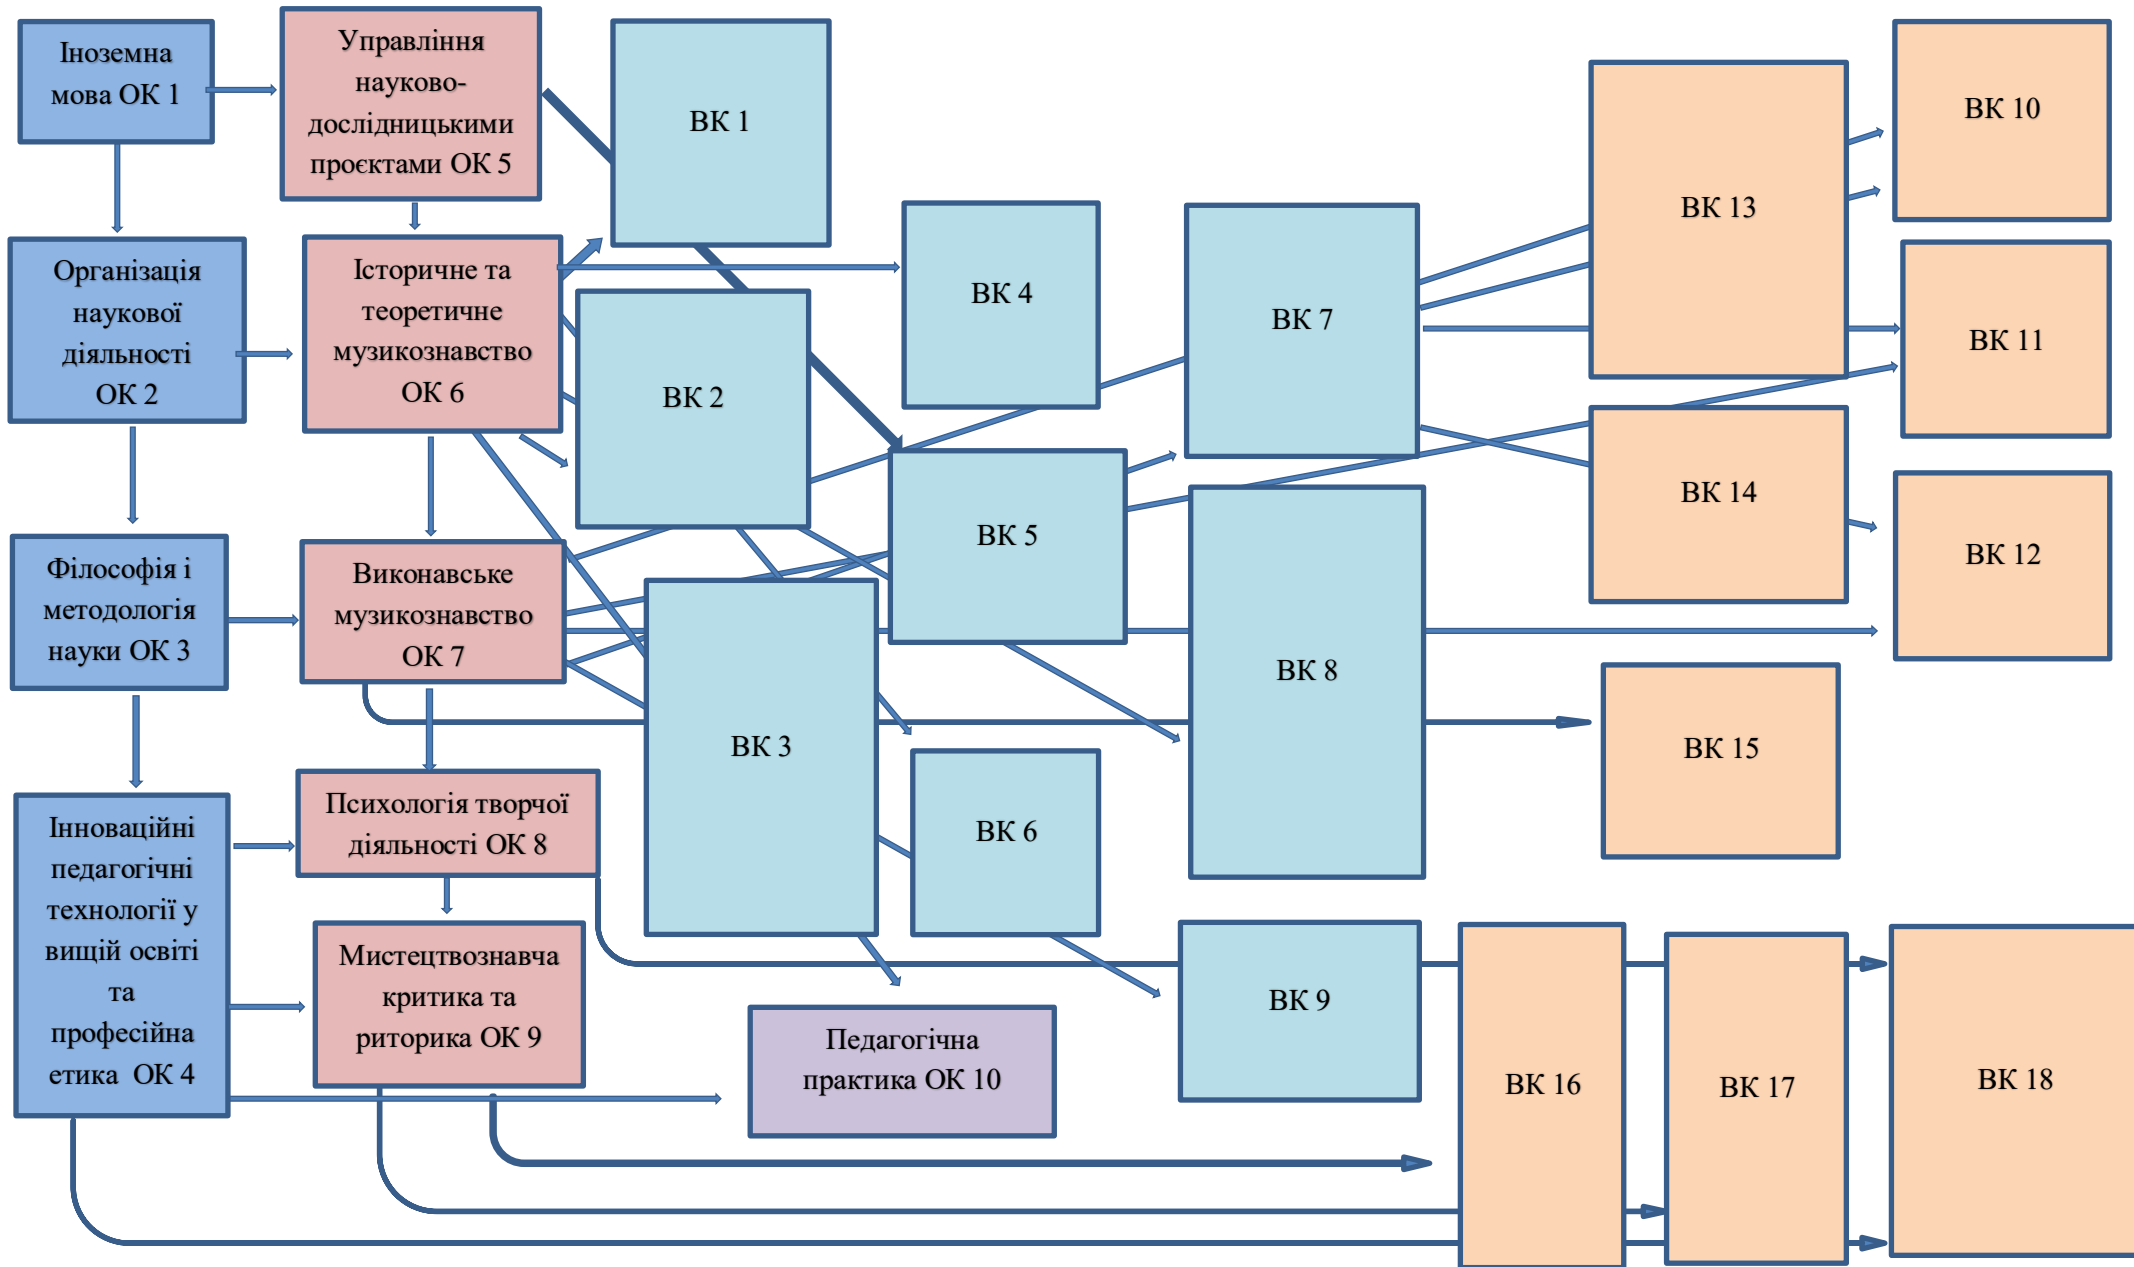 Іноземна
мова ОК 1
Організація
наукової
діяльності
ОК 2
Філософія і
методологія
науки ОК 3
Інноваційні
педагогічні
технології у
вищій освіті
та
професійна
етика ОК 4
Управління
науково-
дослідницькими
проєктами ОК 5
Історичне та
теоретичне
музикознавство
ОК 6
Виконавське
музикознавство
ОК 7
Психологія творчої
діяльності ОК 8
Мистецтвознавча
критика та
риторика ОК 9
ВК 1
ВК 2
ВК 3
Педагогічна
практика ОК 10
ВК 4
ВК 5
ВК 6
ВК 7
ВК 8
ВК 9
ВК 13
ВК 14
ВК 15
ВК 16
ВК 17
ВК 10
ВК 11
ВК 12
ВК 18